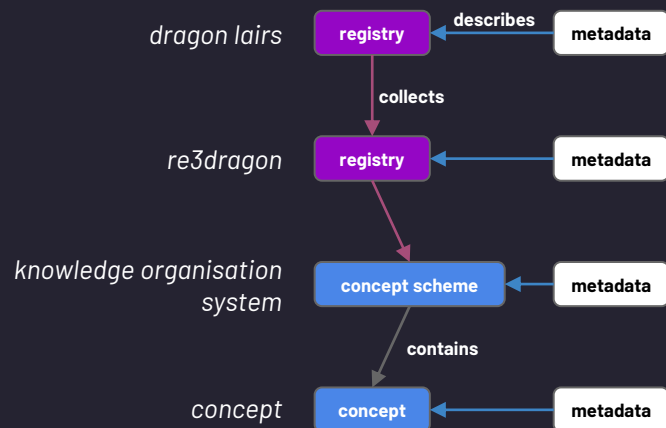 dragon lairs registry describes metadata
collects
re3dragon registry metadata
knowledge organisation
system
concept scheme metadata
contains
concept concept metadata